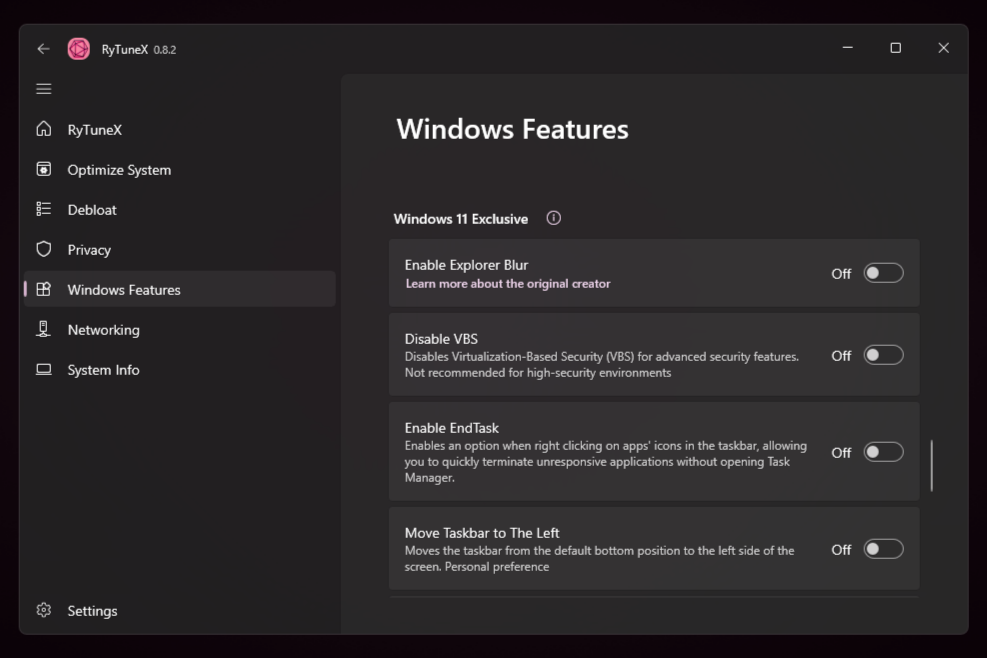 RyTuneX 0.8.2
RyTuneX
Optimize System
Debloat
Privacy
Windows Features
Networking
System Info
Settings
Windows Features
Windows 11 Exclusive
Enable Explorer Blur
Learn more about the original creator
Off
Disable VBS
Disables Virtualization-Based Security (VBS) for advanced security features.
Not recommended for high-security environments
Off
Enable EndTask
Enables an option when right clicking on apps' icons in the taskbar, allowing
you to quickly terminate unresponsive applications without opening Task
Manager.
Off
Move Taskbar to The Left
Moves the taskbar from the default bottom position to the left side of the
screen. Personal preference
Off